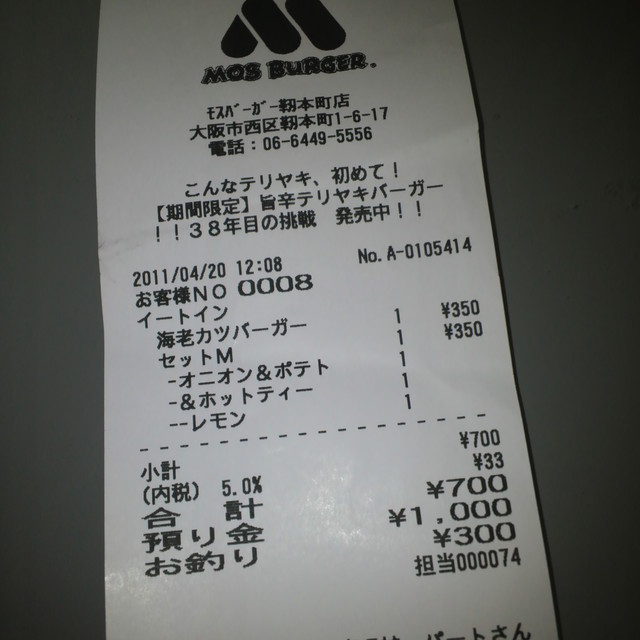 MOS BURGER.
ﾓｽﾊﾞｰｶﾞｰ靱本町店
大阪市西区靱本町1-6-17
電話:06-6449-5556
こんなテリヤキ、初めて!
【期間限定】旨辛テリヤキバーガー
!!38年目の挑戦 発売中!!
2011/04/20 12:08 No.A-0105414
お客様NO 0008
イートイン
海老カツバーガー 1 ¥350
セットM 1 ¥350
-オニオン&ポテト 1
-&ホットティー 1
--レモン 1
小計 ¥700
(内税) 5.0% ¥33
合 計 ¥700
預り金 ¥1,000
お釣り ¥300
担当000074
パートさん